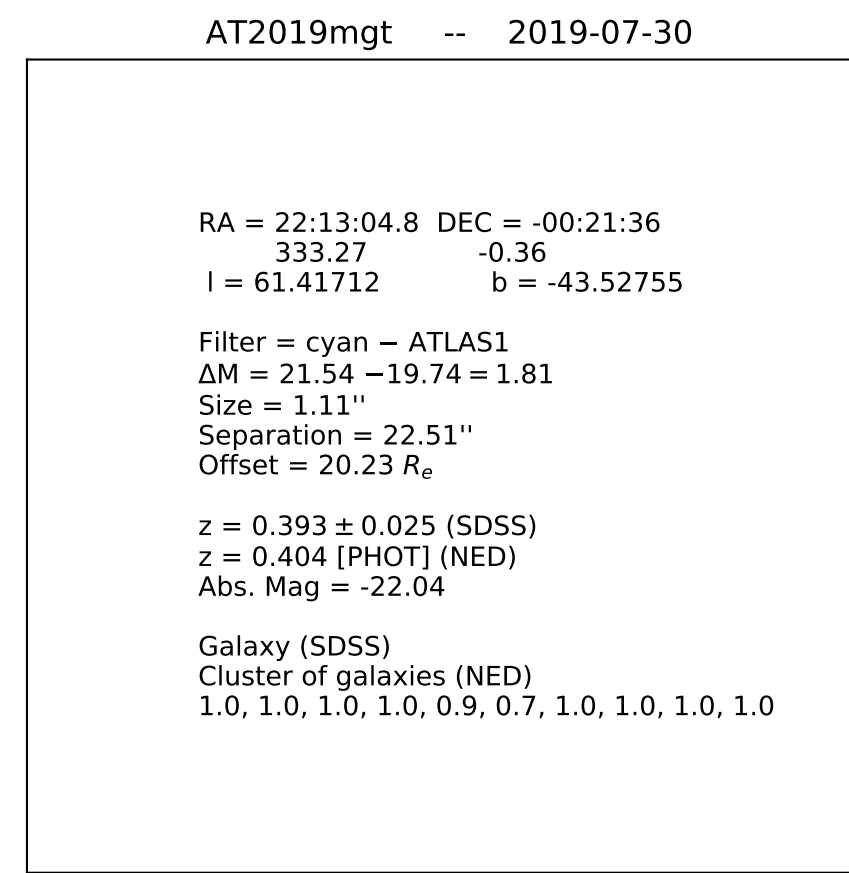 AT2019mgt -- 2019-07-30
RA = 22:13:04.8 DEC = -00:21:36
333.27 -0.36
l = 61.41712 b = -43.52755
Filter = cyan − ATLAS1
ΔM = 21.54 −19.74 = 1.81
Size = 1.11''
Separation = 22.51''
Offset = 20.23 Rₑ
z = 0.393 ± 0.025 (SDSS)
z = 0.404 [PHOT] (NED)
Abs. Mag = -22.04
Galaxy (SDSS)
Cluster of galaxies (NED)
1.0, 1.0, 1.0, 1.0, 0.9, 0.7, 1.0, 1.0, 1.0, 1.0